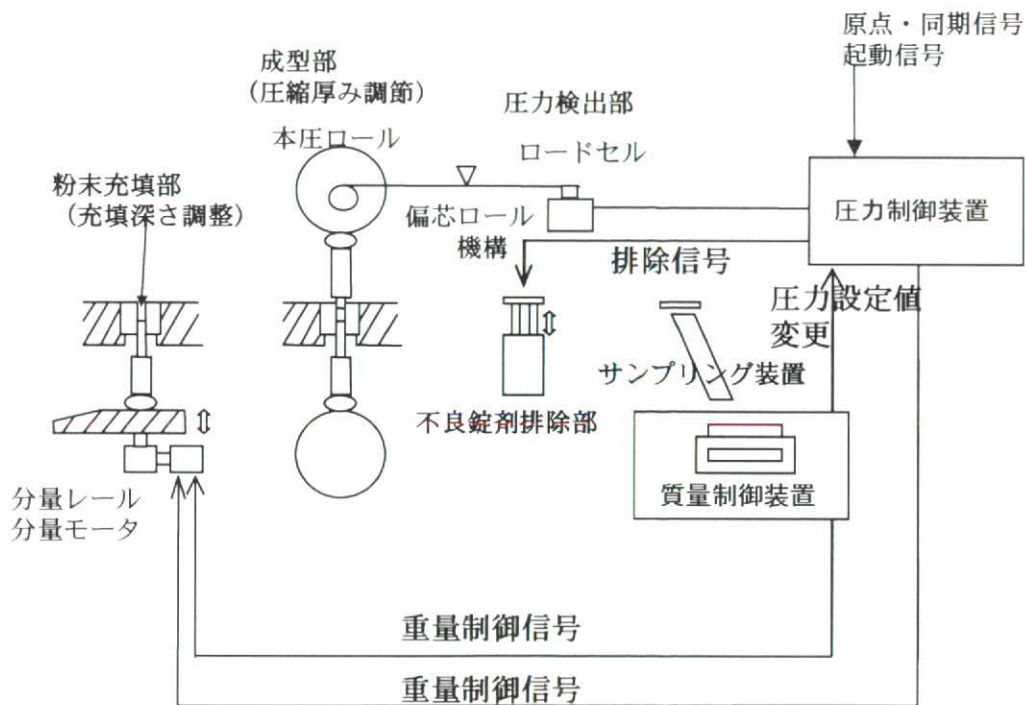 原点・同期信号
起動信号
成型部
（圧縮厚み調節）
圧力検出部
本圧ロール
ロードセル
粉末充填部
（充填深さ調整）
圧力制御装置
偏芯ロール
機構
排除信号
圧力設定値
変更
サンプリング装置
不良錠剤排除部
質量制御装置
分量レール
分量モータ
重量制御信号
重量制御信号